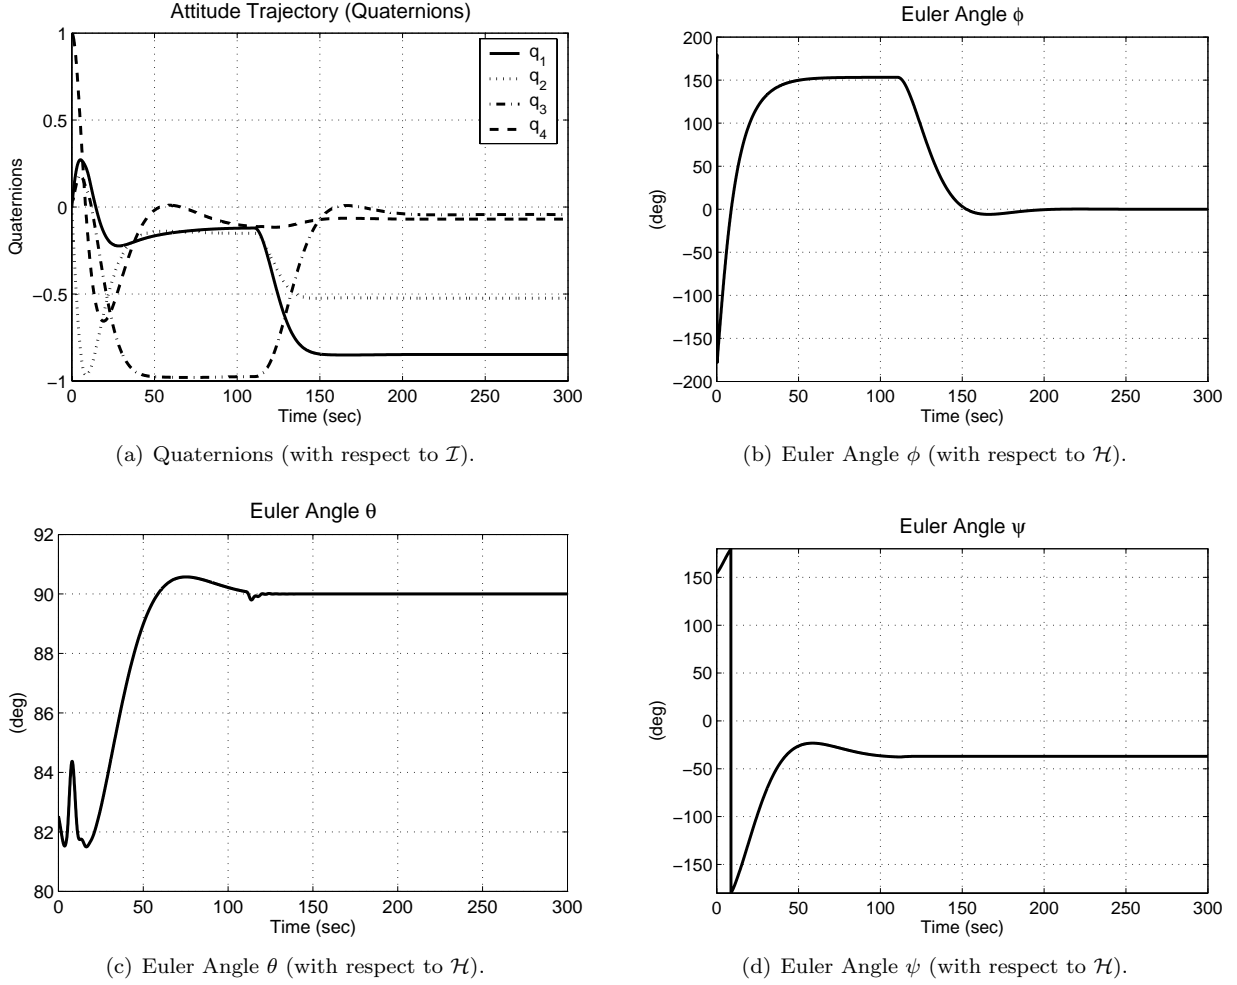 Attitude Trajectory (Quaternions)
1
0.5
0
−0.5
−1
Quaternions
q1
q2
q3
q4
0 50 100 150 200 250 300
Time (sec)
(a) Quaternions (with respect to ℐ).
Euler Angle ϕ
200
150
100
50
0
−50
−100
−150
−200
(deg)
0 50 100 150 200 250 300
Time (sec)
(b) Euler Angle ϕ (with respect to ℋ).
Euler Angle θ
92
90
88
86
84
82
80
(deg)
0 50 100 150 200 250 300
Time (sec)
(c) Euler Angle θ (with respect to ℋ).
Euler Angle ψ
150
100
50
0
−50
−100
−150
(deg)
0 50 100 150 200 250 300
Time (sec)
(d) Euler Angle ψ (with respect to ℋ).